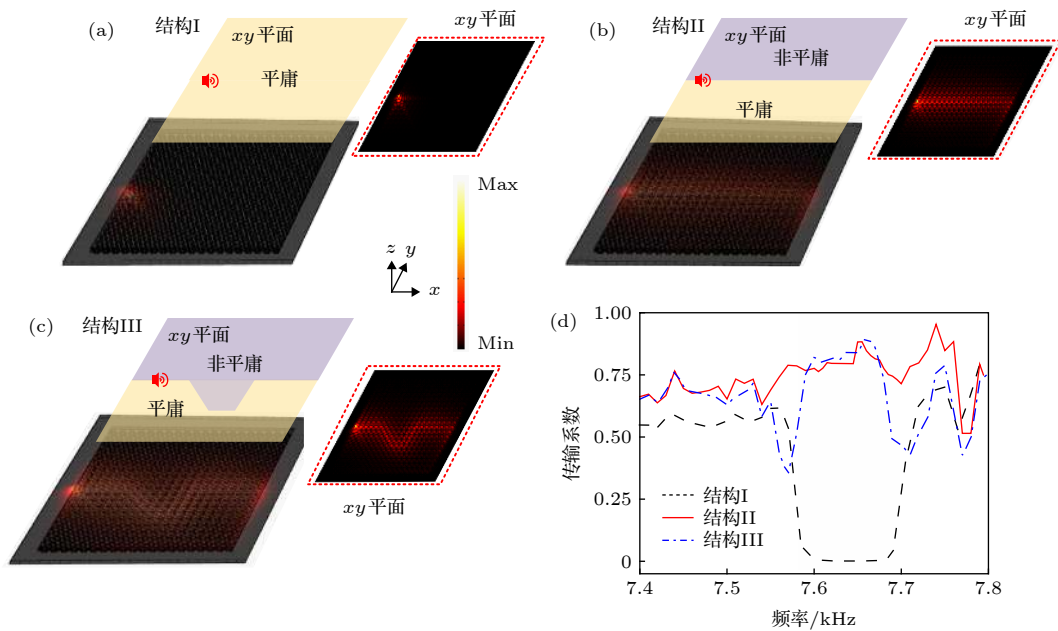 (a)
结构I
xy平面
平庸
xy平面
(b)
结构II
xy平面
非平庸
平庸
xy平面
Max
Min
z
y
x
(c)
结构III
xy平面
非平庸
平庸
xy平面
(d)
1.00
0.75
0.50
0.25
0
传输系数
结构I
结构II
结构III
7.4
7.5
7.6
7.7
7.8
频率/kHz